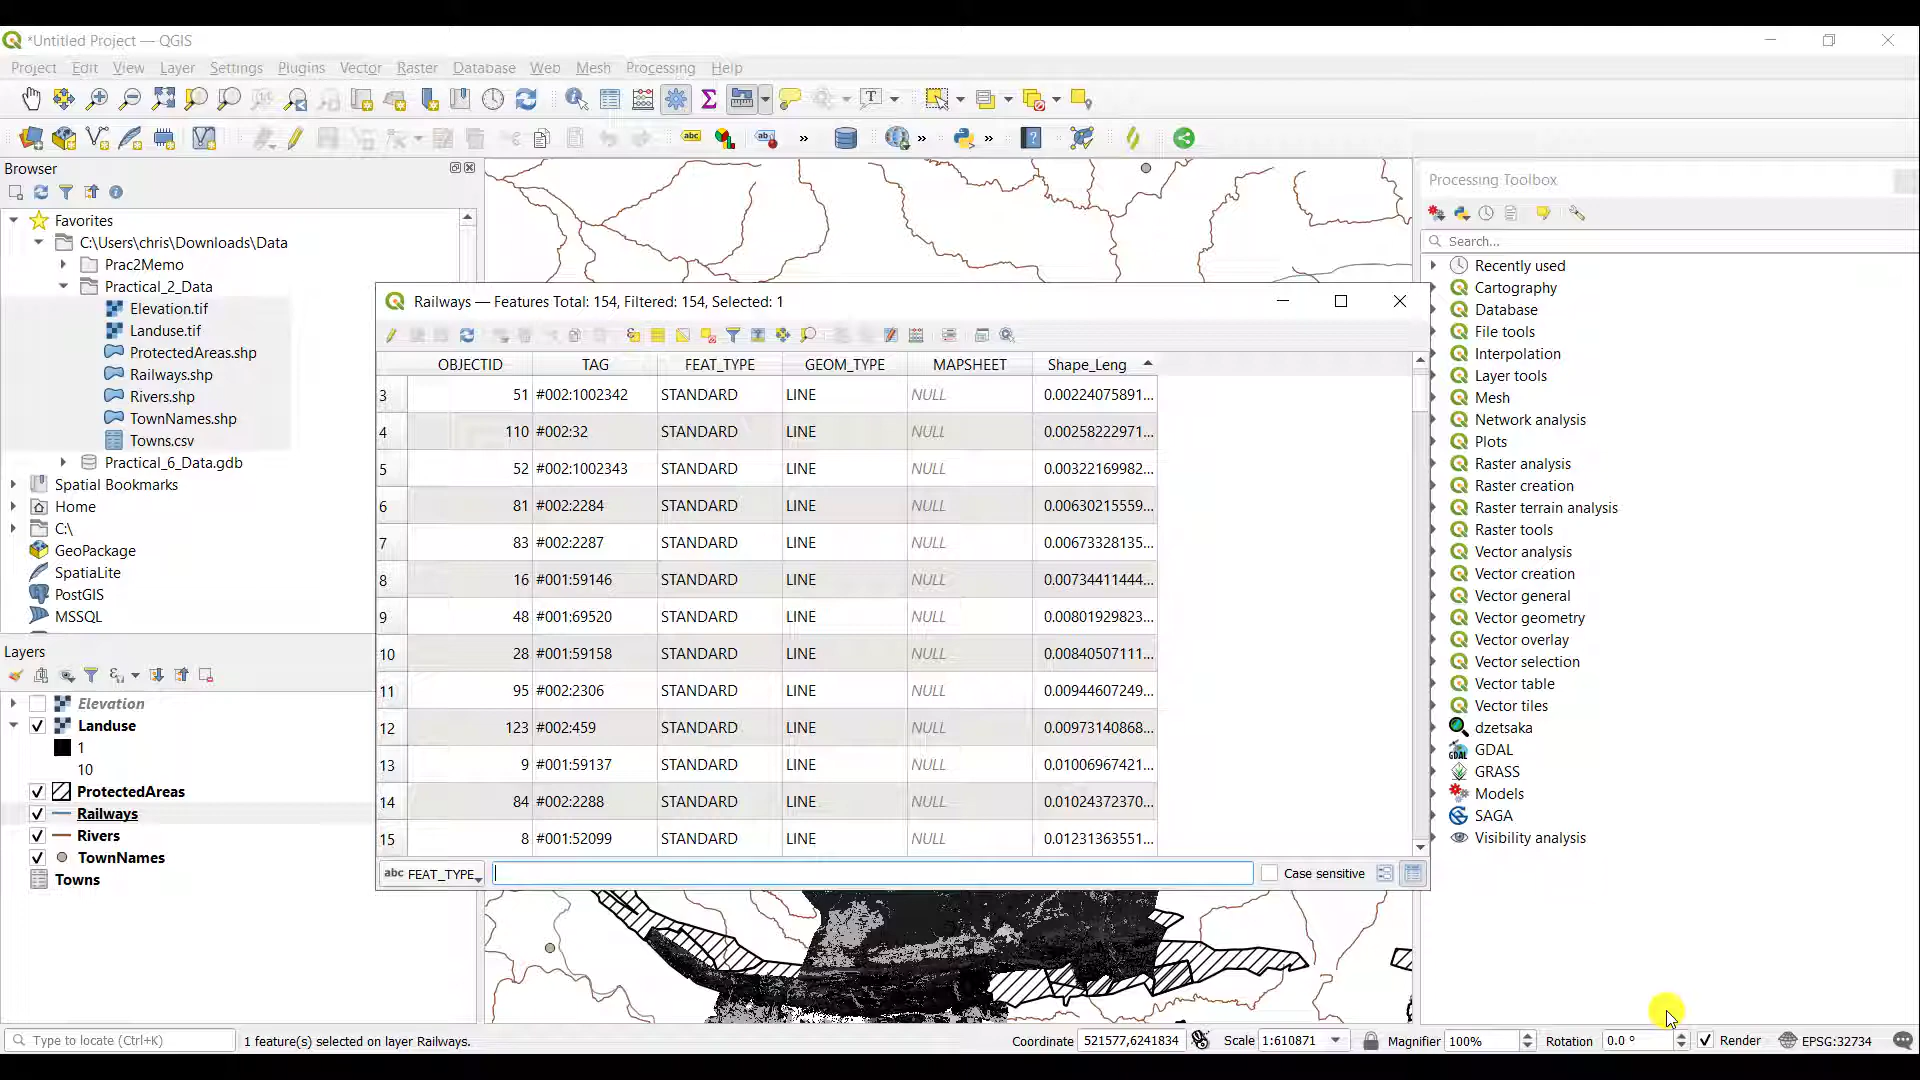 *Untitled Project — QGIS
Project Edit View Layer Settings Plugins Vector Raster Database Web Mesh Processing Help
Browser
Favorites
C:\Users\chris\Downloads\Data
Prac2Memo
Practical_2_Data
Elevation.tif
Landuse.tif
ProtectedAreas.shp
Railways.shp
Rivers.shp
TownNames.shp
Towns.csv
Practical_6_Data.gdb
Spatial Bookmarks
Home
C:\
GeoPackage
SpatiaLite
PostGIS
MSSQL
Layers
Elevation
Landuse
1
10
ProtectedAreas
Railways
Rivers
TownNames
Towns
Railways — Features Total: 154, Filtered: 154, Selected: 1
OBJECTID TAG FEAT_TYPE GEOM_TYPE MAPSHEET Shape_Leng
3 51 #002:1002342 STANDARD LINE NULL 0.00224075891...
4 110 #002:32 STANDARD LINE NULL 0.00258222971...
5 52 #002:1002343 STANDARD LINE NULL 0.00322169982...
6 81 #002:2284 STANDARD LINE NULL 0.00630215559...
7 83 #002:2287 STANDARD LINE NULL 0.00673328135...
8 16 #001:59146 STANDARD LINE NULL 0.00734411444...
9 48 #001:69520 STANDARD LINE NULL 0.00801929823...
10 28 #001:59158 STANDARD LINE NULL 0.00840507111...
11 95 #002:2306 STANDARD LINE NULL 0.00944607249...
12 123 #002:459 STANDARD LINE NULL 0.00973140868...
13 9 #001:59137 STANDARD LINE NULL 0.01006967421...
14 84 #002:2288 STANDARD LINE NULL 0.01024372370...
15 8 #001:52099 STANDARD LINE NULL 0.01231363551...
abc FEAT_TYPE Case sensitive
Processing Toolbox
Search...
Recently used
Cartography
Database
File tools
Interpolation
Layer tools
Mesh
Network analysis
Plots
Raster analysis
Raster creation
Raster terrain analysis
Raster tools
Vector analysis
Vector creation
Vector general
Vector geometry
Vector overlay
Vector selection
Vector table
Vector tiles
dzetsaka
GDAL
GRASS
Models
SAGA
Visibility analysis
Type to locate (Ctrl+K) 1 feature(s) selected on layer Railways. Coordinate 521577,6241834 Scale 1:610871 Magnifier 100% Rotation 0.0 ° Render EPSG:32734